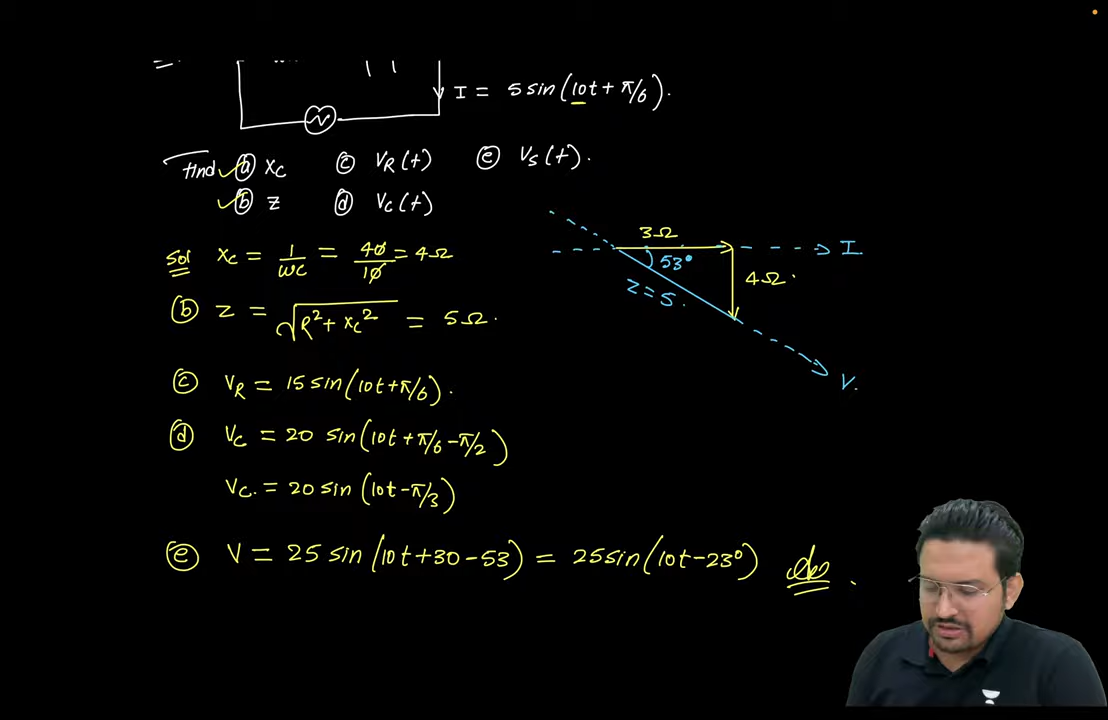 I = 5 sin(10t + π/6).
Find ⓐ Xc ⓒ VR(t) ⓔ Vs(t).
ⓑ Z ⓓ Vc(t)
Sol Xc = 1/ωC = 40/10 = 4Ω
ⓑ Z = √(R² + Xc²) = 5Ω.
ⓒ VR = 15 sin(10t + π/6).
ⓓ Vc = 20 sin(10t + π/6 - π/2)
Vc. = 20 sin(10t - π/3)
ⓔ V = 25 sin(10t + 30 - 53) = 25 sin(10t - 23°)
3Ω
I
53°
4Ω.
Z = 5.
V.